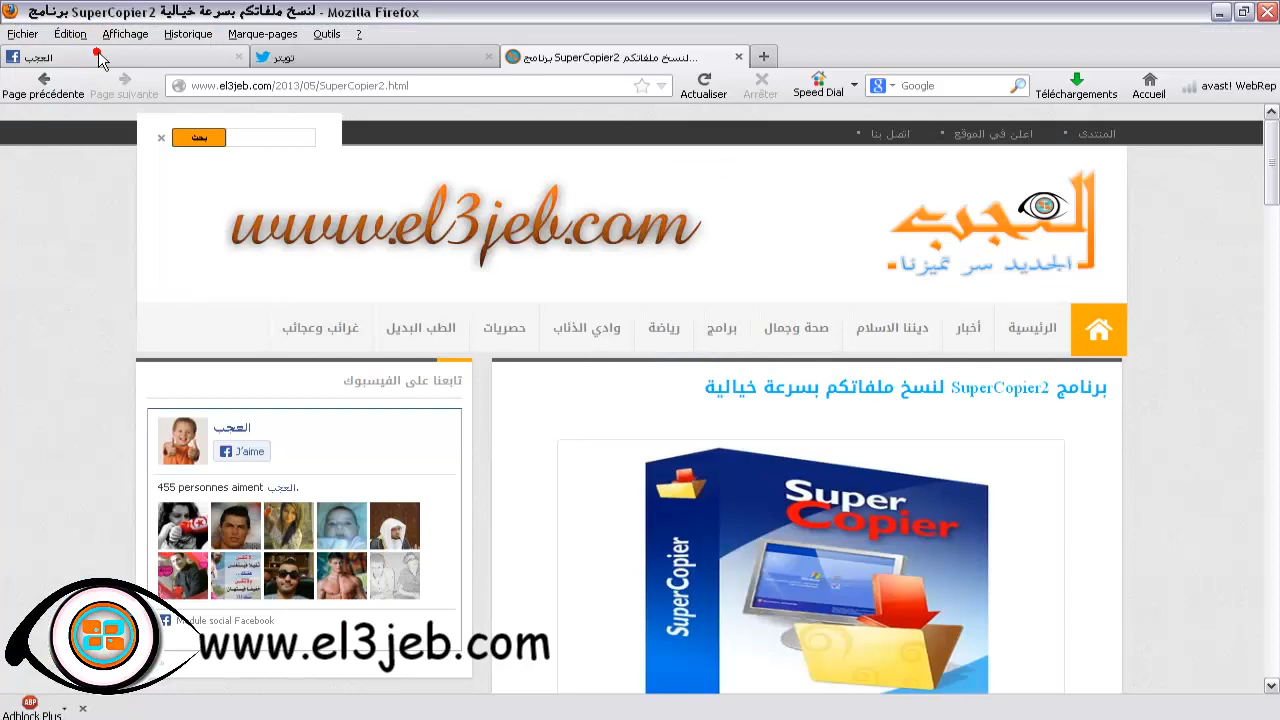 برنامج SuperCopier2 لنسخ ملفاتكم بسرعة خيالية - Mozilla Firefox
Fichier Édition Affichage Historique Marque-pages Outils ?
العجب
تويتر
برنامج SuperCopier2 لنسخ ملفاتكم...
Page précédente Page suivante
www.el3jeb.com/2013/05/SuperCopier2.html
Actualiser Arrêter Speed Dial
Google
Téléchargements Accueil avast! WebRep
بحث
المنتدى اعلن في الموقع اتصل بنا
www.el3jeb.com
العجب
الجديد سر تميزنا
الرئيسية أخبار ديننا الاسلام صحة وجمال برامج رياضة وادي الذئاب حصريات الطب البديل غرائب وعجائب
تابعنا على الفيسبوك
العجب
J'aime
455 personnes aiment العجب.
Module social Facebook
برنامج SuperCopier2 لنسخ ملفاتكم بسرعة خيالية
Super
Copier
SuperCopier
www.el3jeb.com
ABP
Adblock Plus